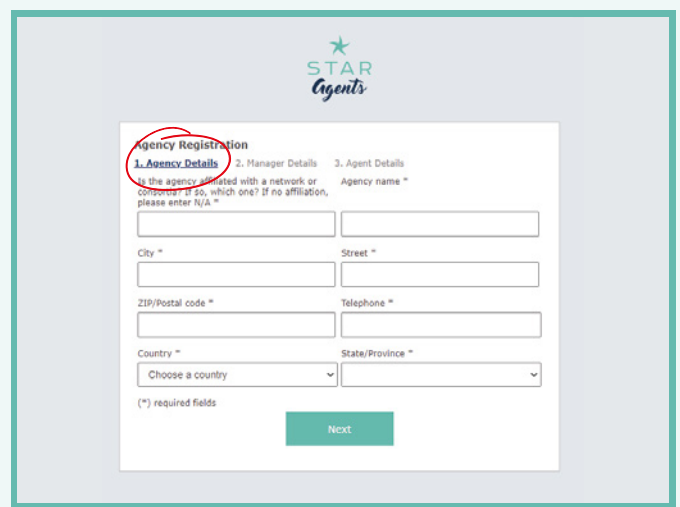 STAR
Agents
Agency Registration
1. Agency Details 2. Manager Details 3. Agent Details
Is the agency affiliated with a network or
consortia? If so, which one? If no affiliation,
please enter N/A *
Agency name *
City *
Street *
ZIP/Postal code *
Telephone *
Country *
State/Province *
Choose a country
(*) required fields
Next